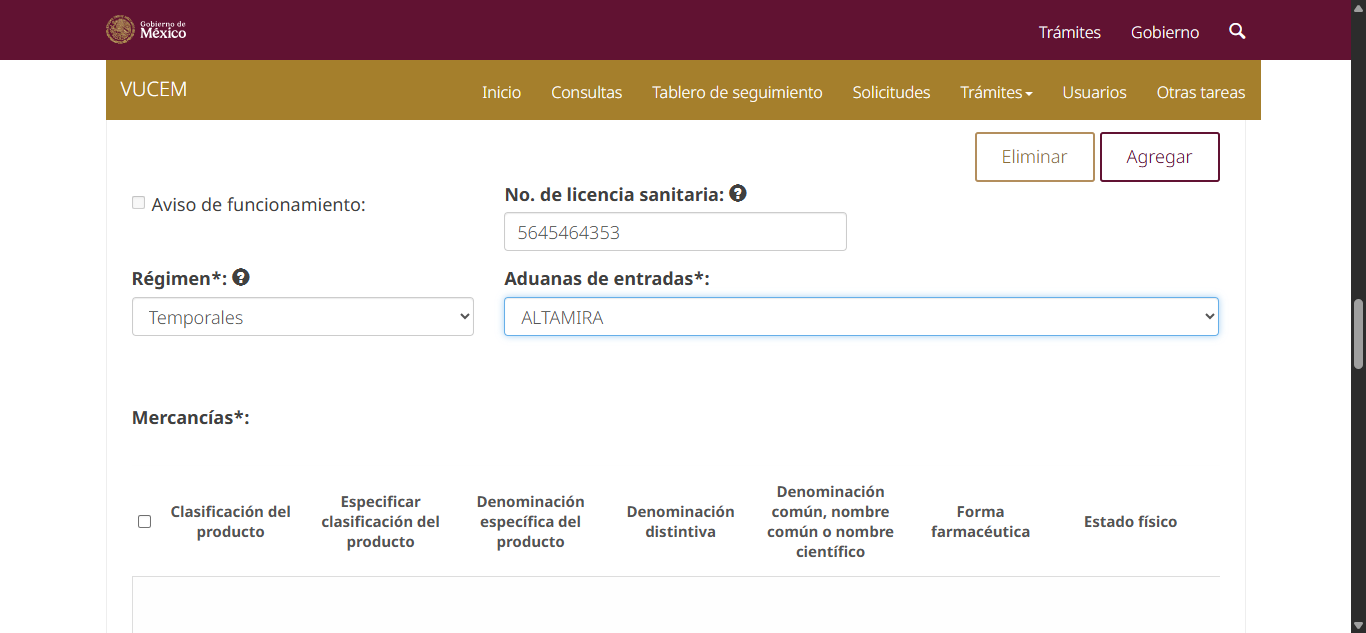 Gobierno de
México
Trámites
Gobierno
VUCEM
Inicio
Consultas
Tablero de seguimiento
Solicitudes
Trámites
Usuarios
Otras tareas
Eliminar
Agregar
Aviso de funcionamiento:
No. de licencia sanitaria:
5645464353
Régimen*:
Temporales
Aduanas de entradas*:
ALTAMIRA
Mercancías*:
Clasificación del
producto
Especificar
clasificación del
producto
Denominación
específica del
producto
Denominación
distintiva
Denominación
común, nombre
común o nombre
científico
Forma
farmacéutica
Estado físico